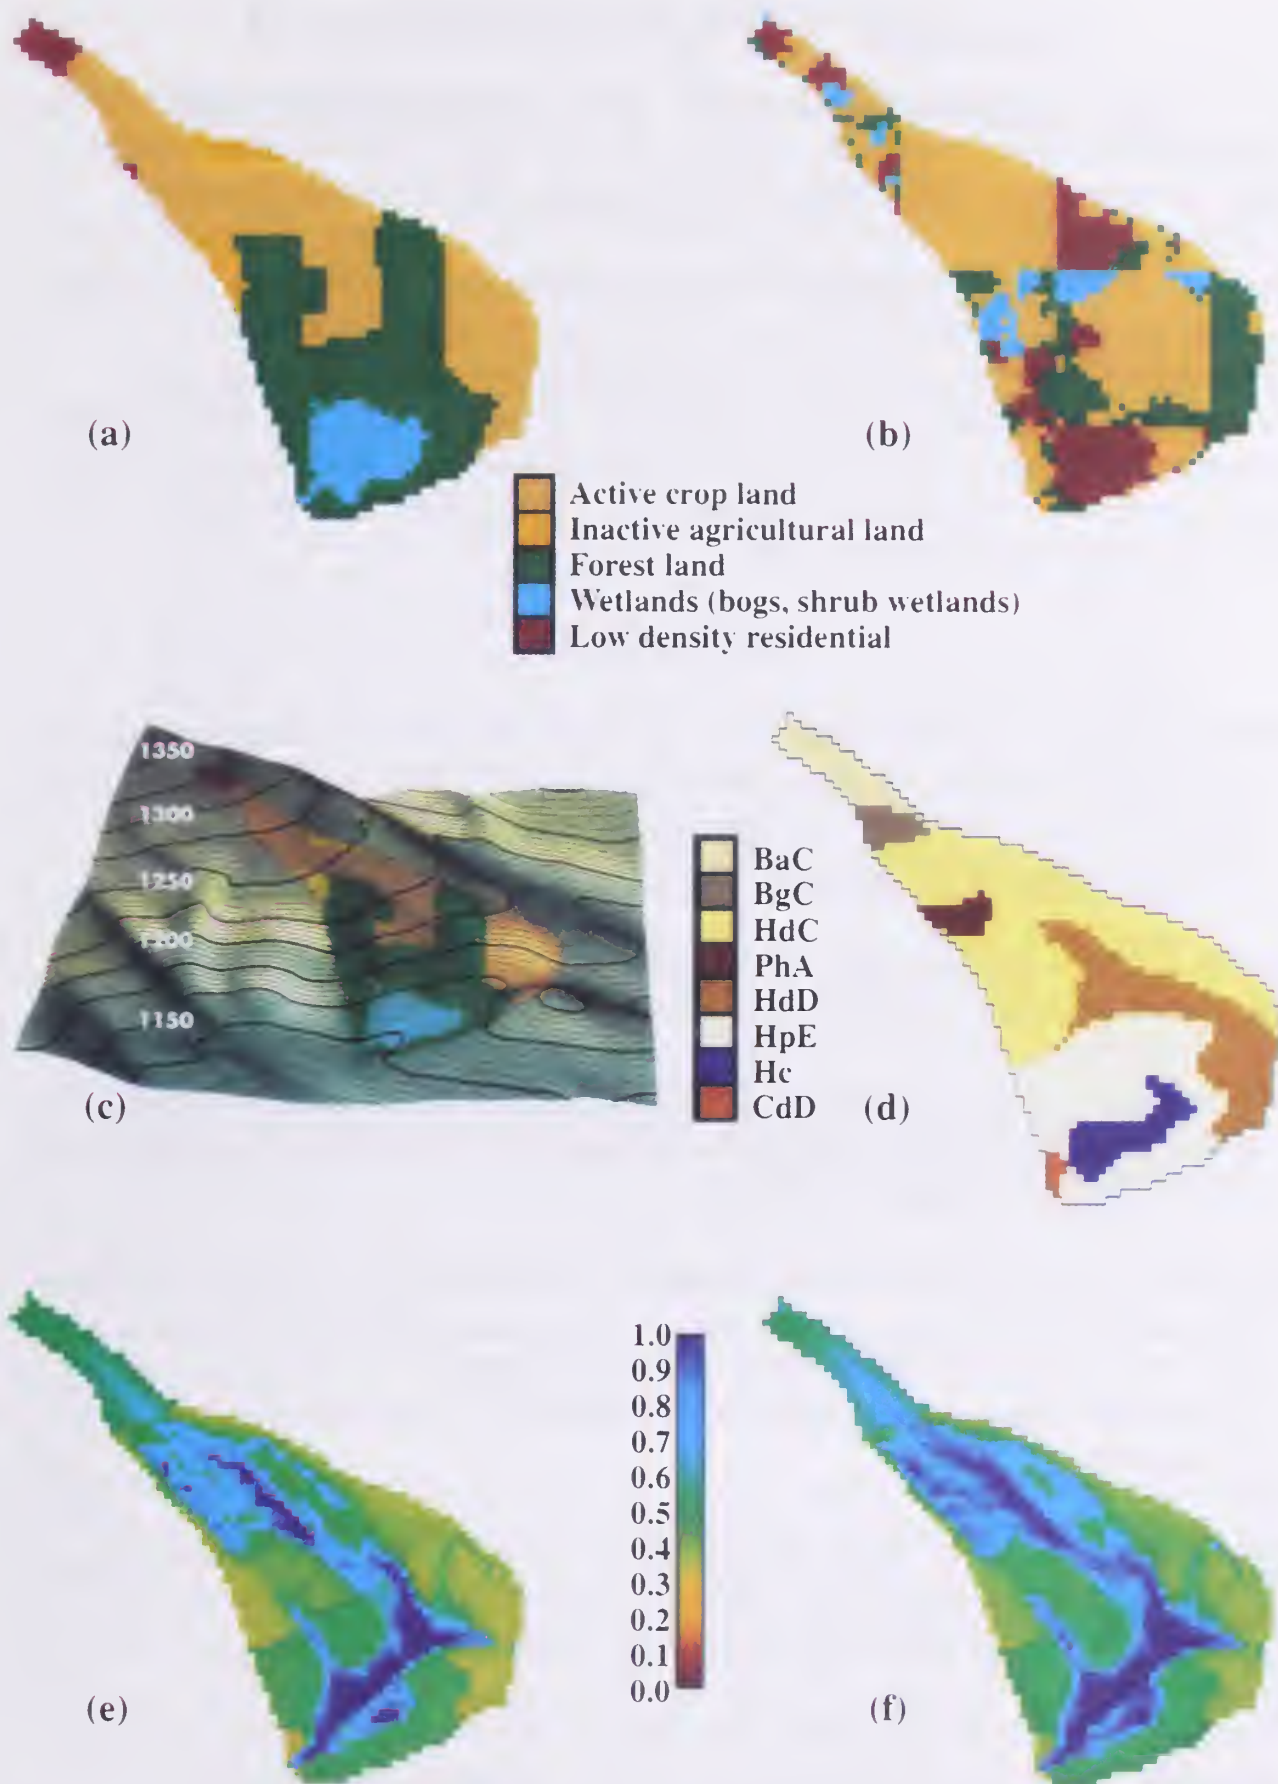 (a)
(b)
Active crop land
Inactive agricultural land
Forest land
Wetlands (bogs, shrub wetlands)
Low density residential
1350
1300
1250
1200
1150
(c)
BaC
BgC
HdC
PhA
HdD
HpE
Hc
CdD
(d)
1.0
0.9
0.8
0.7
0.6
0.5
0.4
0.3
0.2
0.1
0.0
(e)
(f)